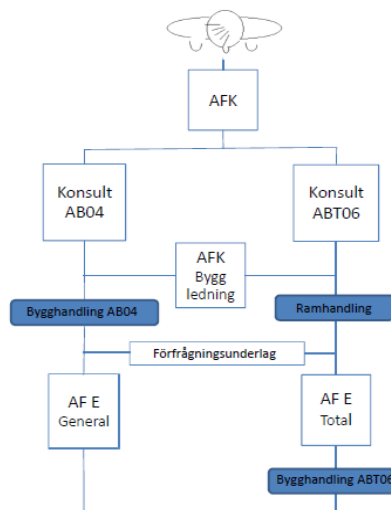 AFK
Konsult
AB04
Konsult
ABT06
AFK
Bygg
ledning
Bygghandling AB04
Ramhandling
Förfrågningsunderlag
AF E
General
AF E
Total
Bygghandling ABT06